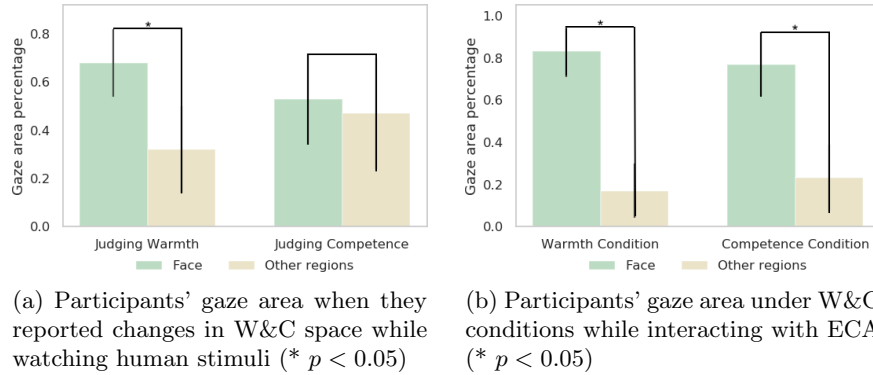 Gaze area percentage
0.8
0.6
0.4
0.2
0.0
*
Judging Warmth Judging Competence
Face Other regions
Gaze area percentage
1.0
0.8
0.6
0.4
0.2
0.0
* *
Warmth Condition Competence Condition
Face Other regions
(a) Participants' gaze area when they
reported changes in W&C space while
watching human stimuli (* p < 0.05)
(b) Participants' gaze area under W&C
conditions while interacting with ECA
(* p < 0.05)